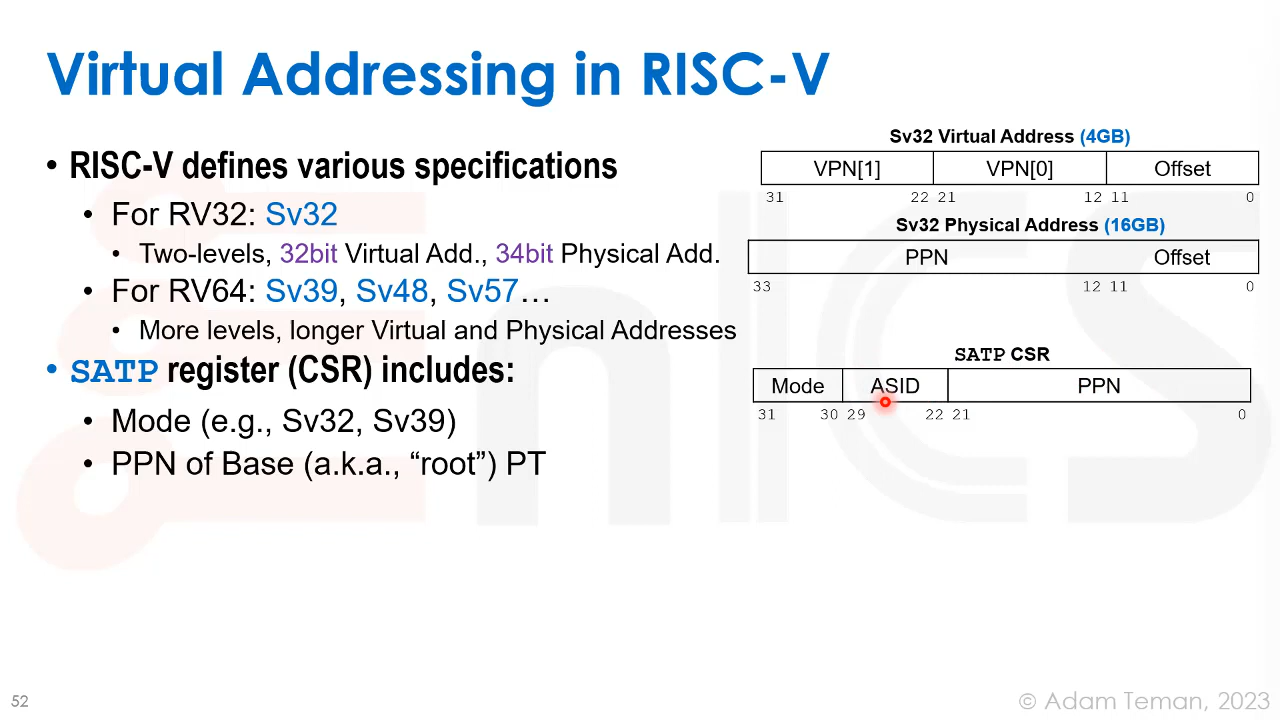 Virtual Addressing in RISC-V
• RISC-V defines various specifications
• For RV32: Sv32
• Two-levels, 32bit Virtual Add., 34bit Physical Add.
• For RV64: Sv39, Sv48, Sv57…
• More levels, longer Virtual and Physical Addresses
• SATP register (CSR) includes:
• Mode (e.g., Sv32, Sv39)
• PPN of Base (a.k.a., “root”) PT
Sv32 Virtual Address (4GB)
VPN[1] VPN[0] Offset
31 22 21 12 11 0
Sv32 Physical Address (16GB)
PPN Offset
33 12 11 0
SATP CSR
Mode ASID PPN
31 30 29 22 21 0
EnICS
52
© Adam Teman, 2023